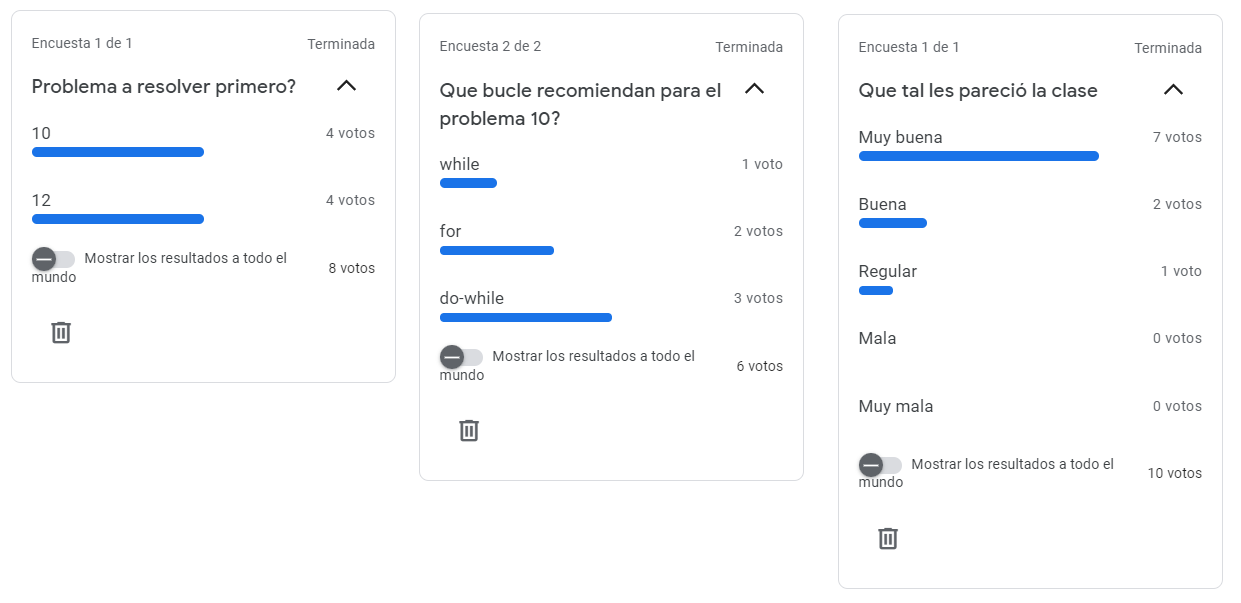 Encuesta 1 de 1
Terminada
Problema a resolver primero?
10
4 votos
12
4 votos
Mostrar los resultados a todo el
mundo
8 votos
Encuesta 2 de 2
Terminada
Que bucle recomiendan para el
problema 10?
while
1 voto
for
2 votos
do-while
3 votos
Mostrar los resultados a todo el
mundo
6 votos
Encuesta 1 de 1
Terminada
Que tal les pareció la clase
Muy buena
7 votos
Buena
2 votos
Regular
1 voto
Mala
0 votos
Muy mala
0 votos
Mostrar los resultados a todo el
mundo
10 votos